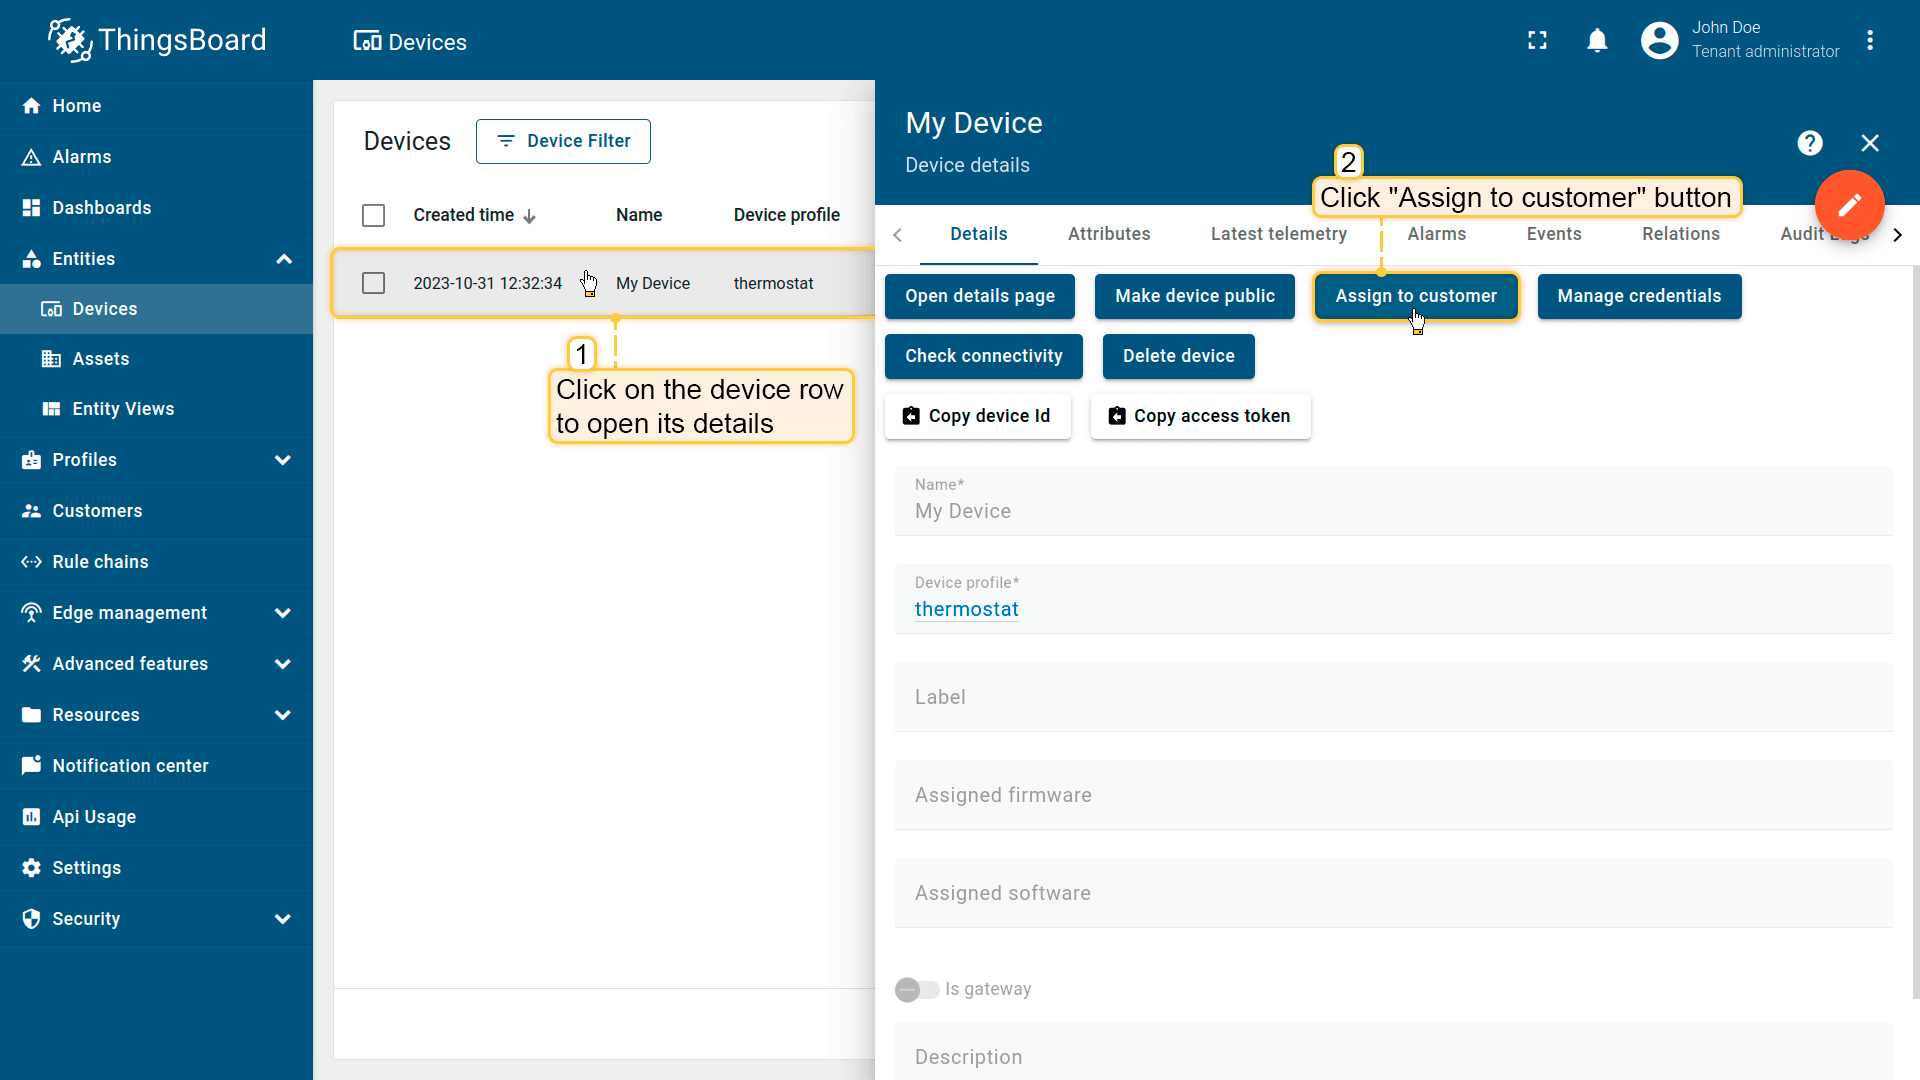 ThingsBoard
Devices
John Doe
Tenant administrator
Home
Alarms
Dashboards
Entities
Devices
Assets
Entity Views
Profiles
Customers
Rule chains
Edge management
Advanced features
Resources
Notification center
Api Usage
Settings
Security
Devices
Device Filter
Created time
Name
Device profile
2023-10-31 12:32:34
My Device
thermostat
1
Click on the device row
to open its details
My Device
Device details
2
Click "Assign to customer" button
Details
Attributes
Latest telemetry
Alarms
Events
Relations
Audit
Open details page
Make device public
Assign to customer
Manage credentials
Check connectivity
Delete device
Copy device Id
Copy access token
Name*
My Device
Device profile*
thermostat
Label
Assigned firmware
Assigned software
Is gateway
Description